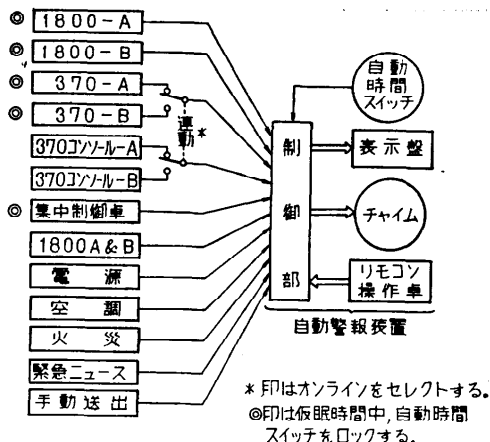 ◎ 1800-A
◎ 1800-B
◎ 370-A
◎ 370-B
370コンソール-A
370コンソール-B
◎ 集中制御卓
1800A&B
電源
空調
火災
緊急ニュース
手動送出
連動*
制御部
自動時間スイッチ
表示盤
チャイム
リモコン操作卓
自動警報装置
* 印はオンラインをセレクトする。
◎印は仮眠時間中,自動時間
スイッチをロックする。